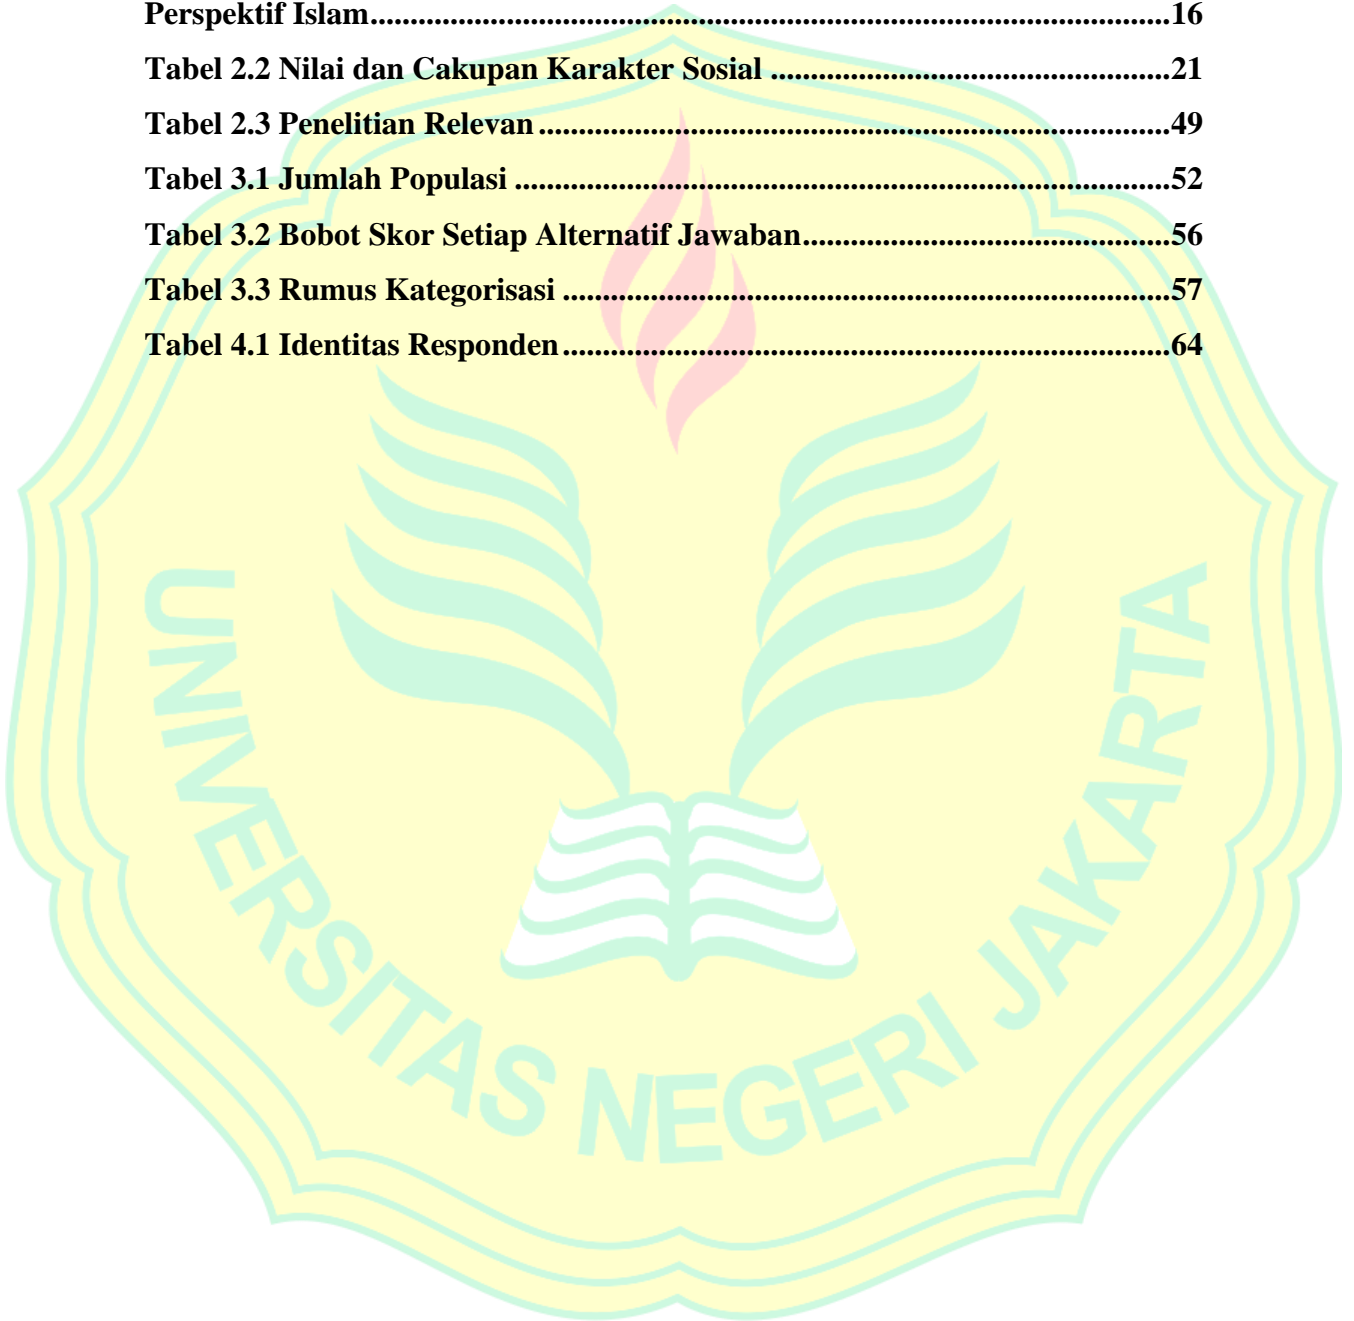 Perspektif Islam....................................................................................................16
Tabel 2.2 Nilai dan Cakupan Karakter Sosial ..................................................21
Tabel 2.3 Penelitian Relevan...............................................................................49
Tabel 3.1 Jumlah Populasi ..................................................................................52
Tabel 3.2 Bobot Skor Setiap Alternatif Jawaban..............................................56
Tabel 3.3 Rumus Kategorisasi ............................................................................57
Tabel 4.1 Identitas Responden............................................................................64
UNIVERSITAS NEGERI JAKARTA